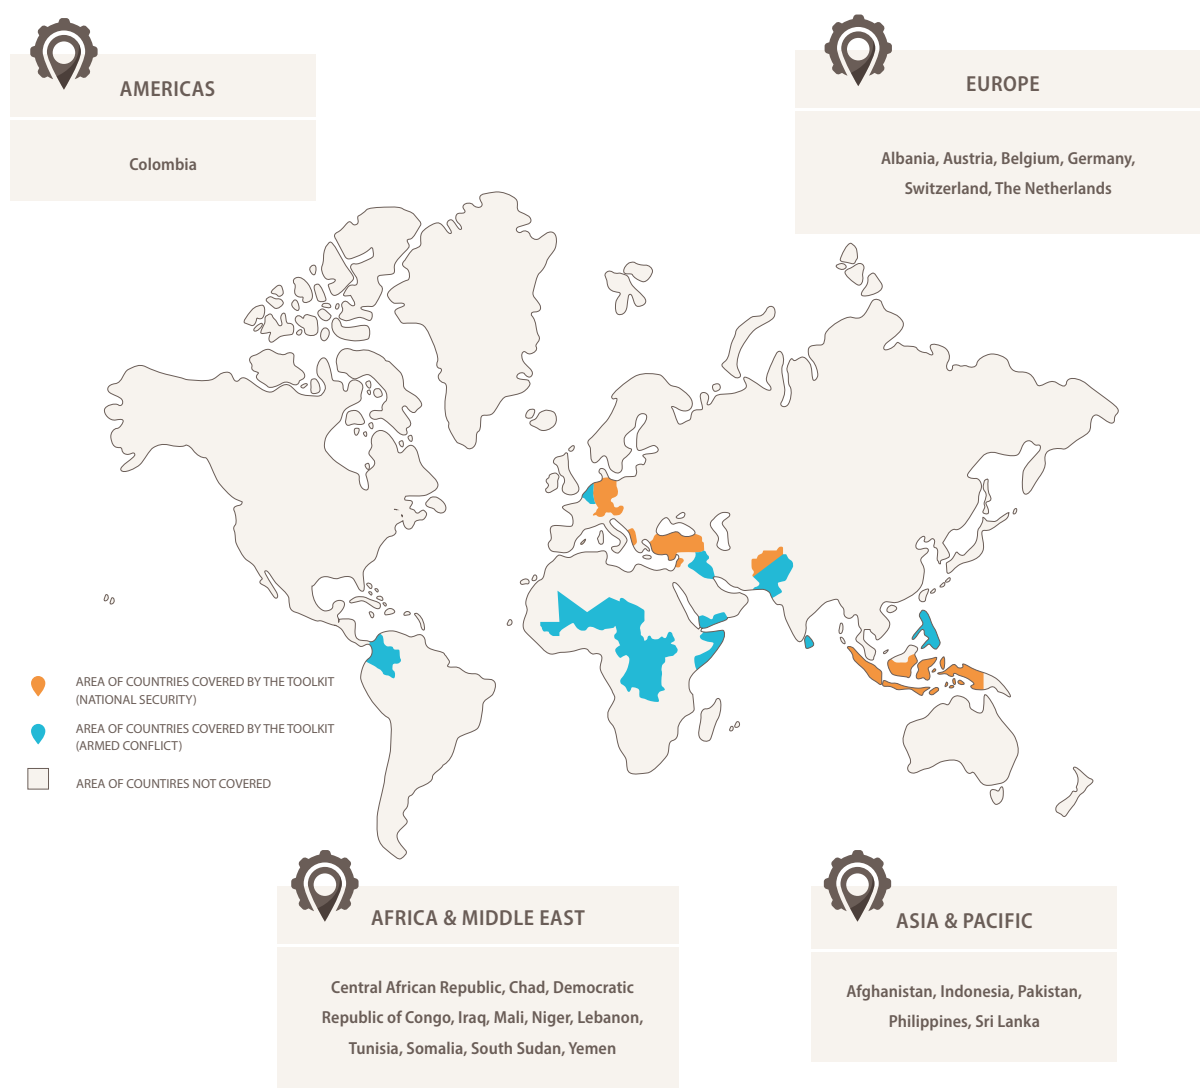 AMERICAS
Colombia
EUROPE
Albania, Austria, Belgium, Germany,
Switzerland, The Netherlands
AREA OF COUNTRIES COVERED BY THE TOOLKIT
(NATIONAL SECURITY)
AREA OF COUNTRIES COVERED BY THE TOOLKIT
(ARMED CONFLICT)
AREA OF COUNTIRES NOT COVERED
AFRICA & MIDDLE EAST
Central African Republic, Chad, Democratic
Republic of Congo, Iraq, Mali, Niger, Lebanon,
Tunisia, Somalia, South Sudan, Yemen
ASIA & PACIFIC
Afghanistan, Indonesia, Pakistan,
Philippines, Sri Lanka